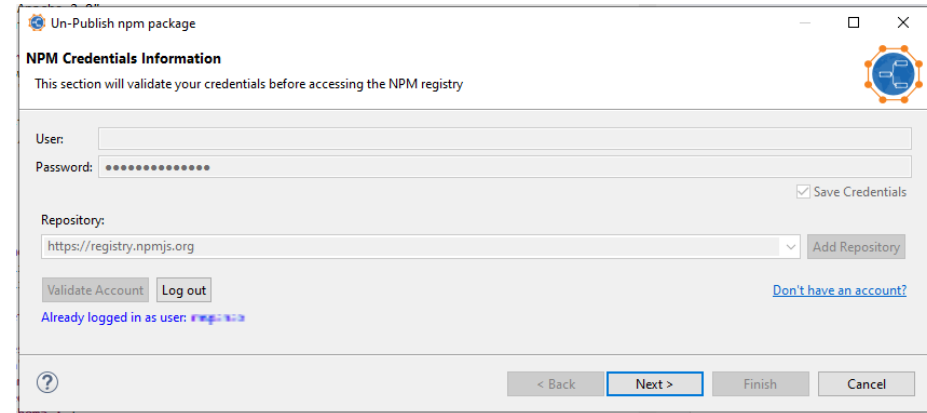 Un-Publish npm package
NPM Credentials Information
This section will validate your credentials before accessing the NPM registry
User:
Password: ••••••••••••••
Save Credentials
Repository:
https://registry.npmjs.org
Add Repository
Validate Account Log out Don't have an account?
Already logged in as user:
< Back Next > Finish Cancel